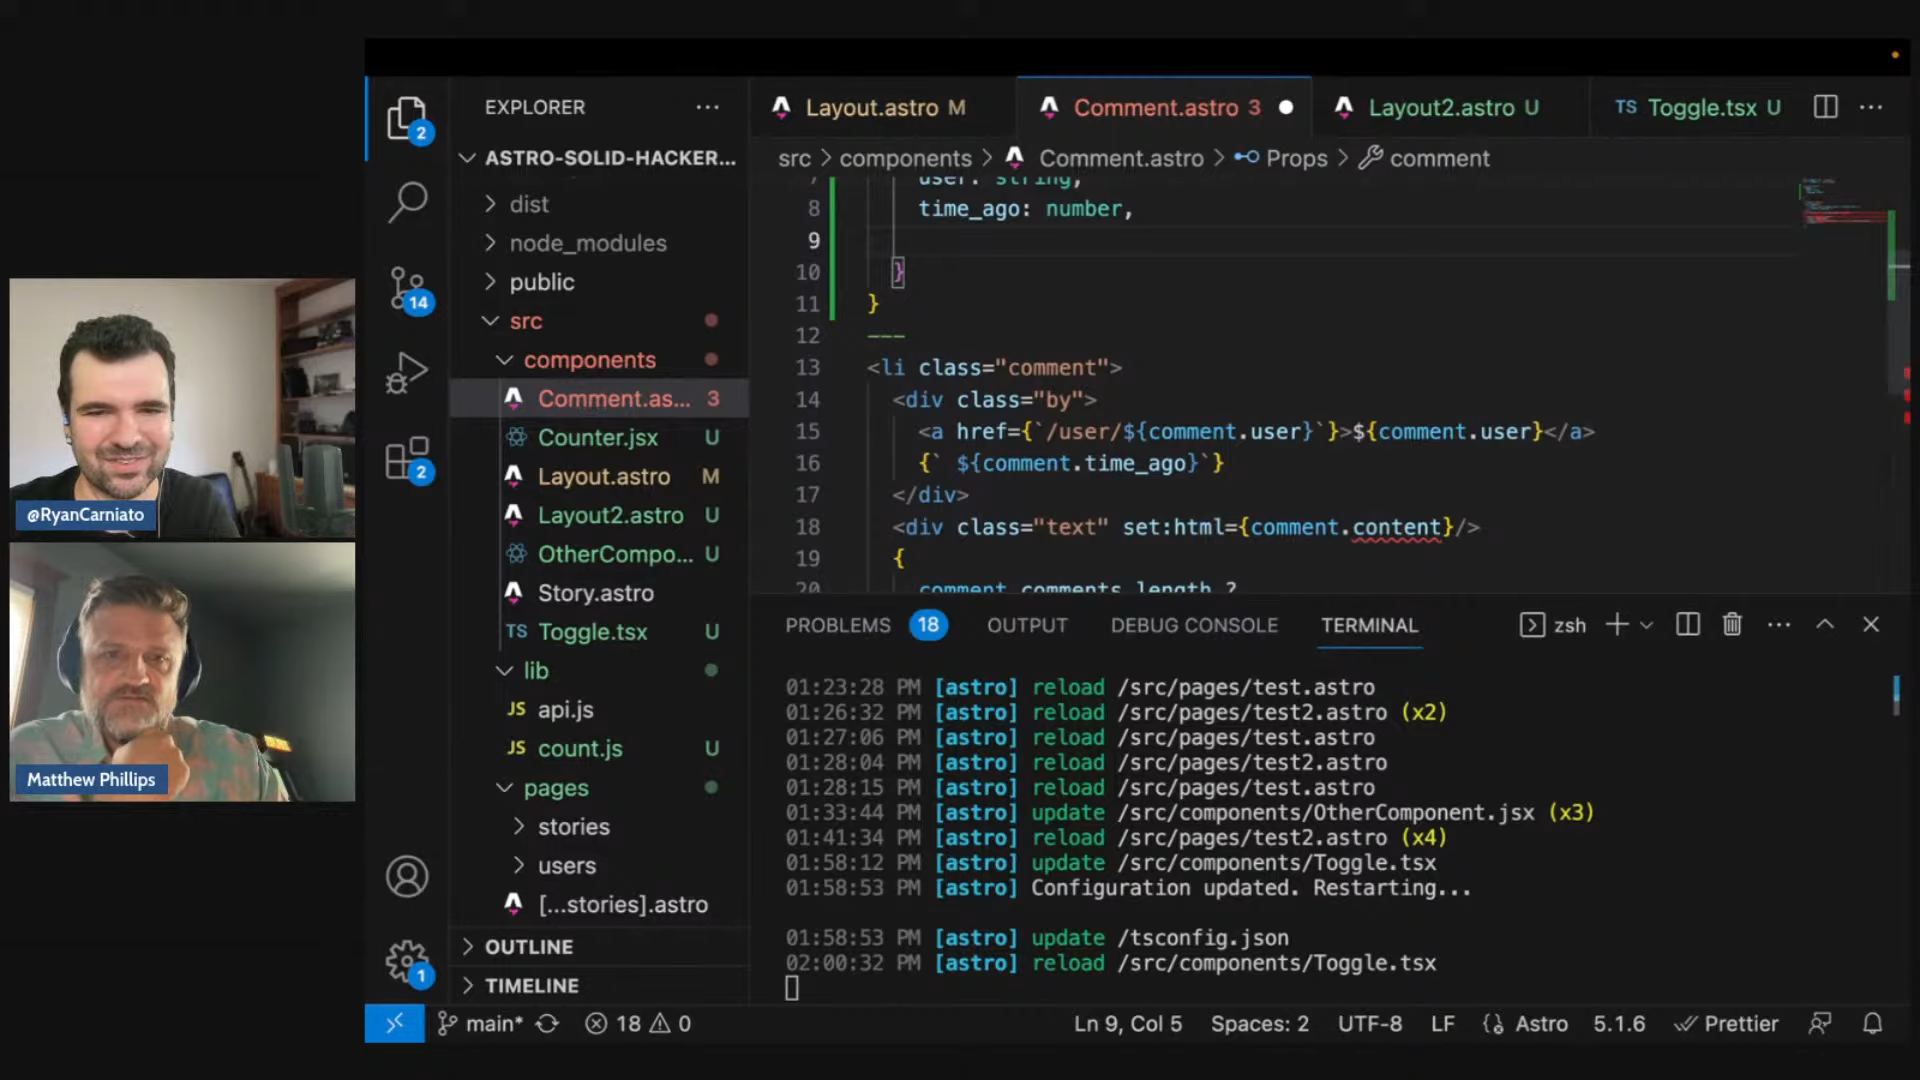 @RyanCarniato
Matthew Phillips
2
14
2
1
EXPLORER ...
ASTRO-SOLID-HACKER...
dist
node_modules
public
src
components
Comment.as... 3
Counter.jsx U
Layout.astro M
Layout2.astro U
OtherCompo... U
Story.astro
TS Toggle.tsx U
lib
JS api.js
JS count.js U
pages
stories
users
[...stories].astro
OUTLINE
TIMELINE
Layout.astro M
Comment.astro 3
Layout2.astro U
TS Toggle.tsx U
...
src > components > Comment.astro > Props > comment
7 user: string,
8 time_ago: number,
9
10 }
11 }
12 ---
13 <li class="comment">
14 <div class="by">
15 <a href={`/user/${comment.user}`}>${comment.user}</a>
16 {` ${comment.time_ago}`}
17 </div>
18 <div class="text" set:html={comment.content}/>
19 {
20 comment.comments.length ?
PROBLEMS 18 OUTPUT DEBUG CONSOLE TERMINAL zsh ...
01:23:28 PM [astro] reload /src/pages/test.astro
01:26:32 PM [astro] reload /src/pages/test2.astro (x2)
01:27:06 PM [astro] reload /src/pages/test.astro
01:28:04 PM [astro] reload /src/pages/test2.astro
01:28:15 PM [astro] reload /src/pages/test.astro
01:33:44 PM [astro] update /src/components/OtherComponent.jsx (x3)
01:41:34 PM [astro] reload /src/pages/test2.astro (x4)
01:58:12 PM [astro] update /src/components/Toggle.tsx
01:58:53 PM [astro] Configuration updated. Restarting...
01:58:53 PM [astro] update /tsconfig.json
02:00:32 PM [astro] reload /src/components/Toggle.tsx
main* 18 0
Ln 9, Col 5 Spaces: 2 UTF-8 LF Astro 5.1.6 Prettier